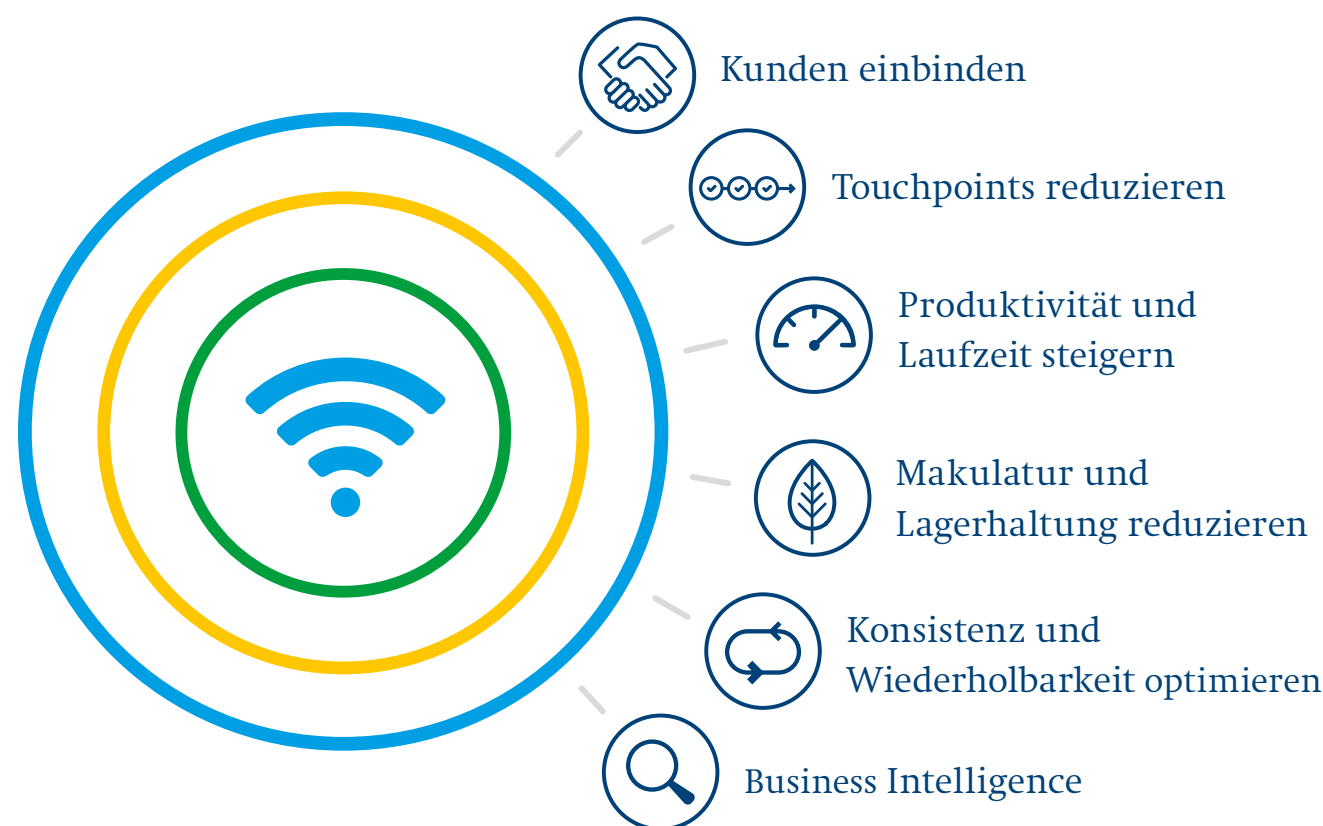 Kunden einbinden
Touchpoints reduzieren
Produktivität und
Laufzeit steigern
Makulatur und
Lagerhaltung reduzieren
Konsistenz und
Wiederholbarkeit optimieren
Business Intelligence